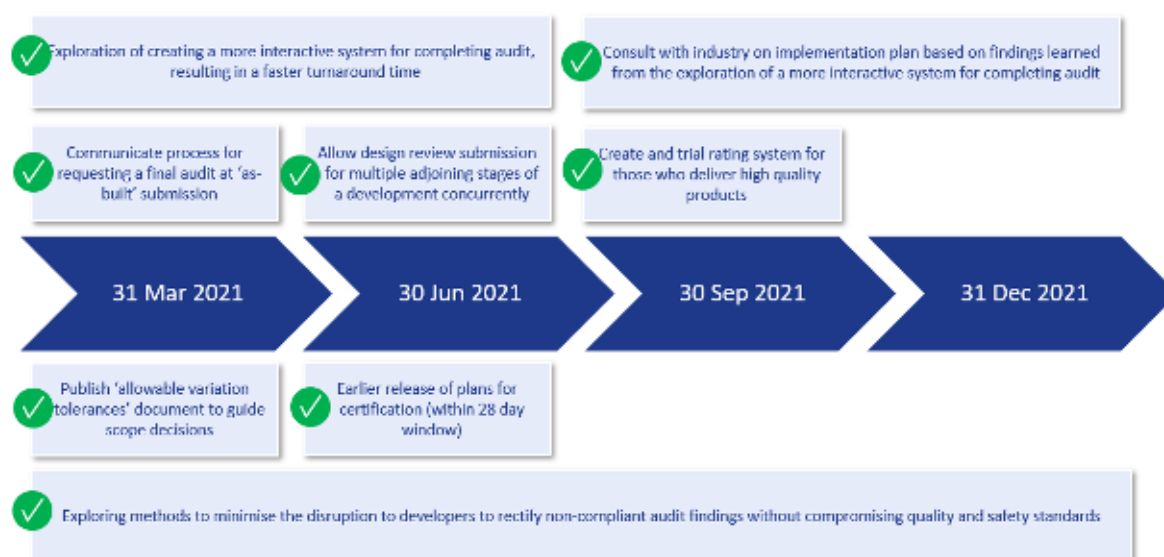 Exploration of creating a more interactive system for completing audit,
resulting in a faster turnaround time
Consult with industry on implementation plan based on findings learned
from the exploration of a more interactive system for completing audit
Communicate process for
requesting a final audit at ‘as-
built’ submission
Allow design review submission
for multiple adjoining stages of
a development concurrently
Create and trial rating system for
those who deliver high quality
products
31 Mar 2021
30 Jun 2021
30 Sep 2021
31 Dec 2021
Publish ‘allowable variation
tolerances’ document to guide
scope decisions
Earlier release of plans for
certification (within 28 day
window)
Exploring methods to minimise the disruption to developers to rectify non-compliant audit findings without compromising quality and safety standards